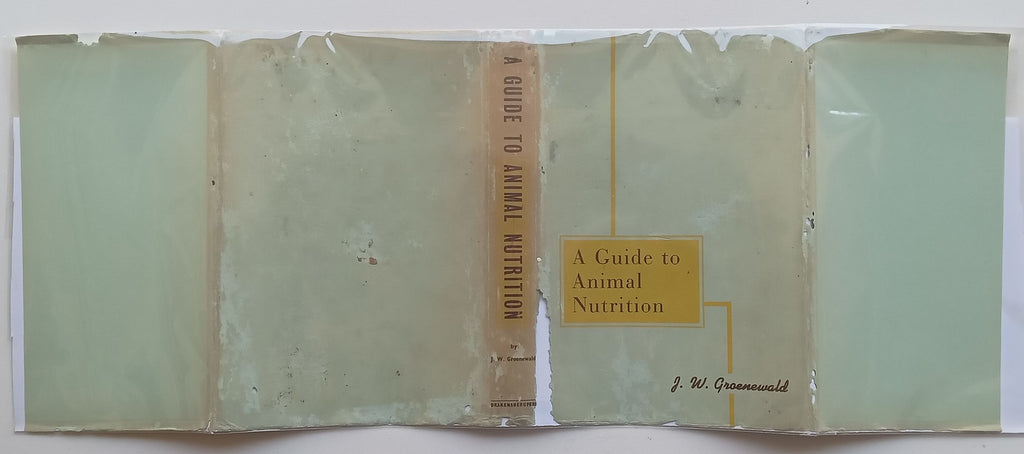 A GUIDE TO ANIMAL NUTRITION
by
J. W. Groenewald
A Guide to
Animal
Nutrition
J. W. Groenewald